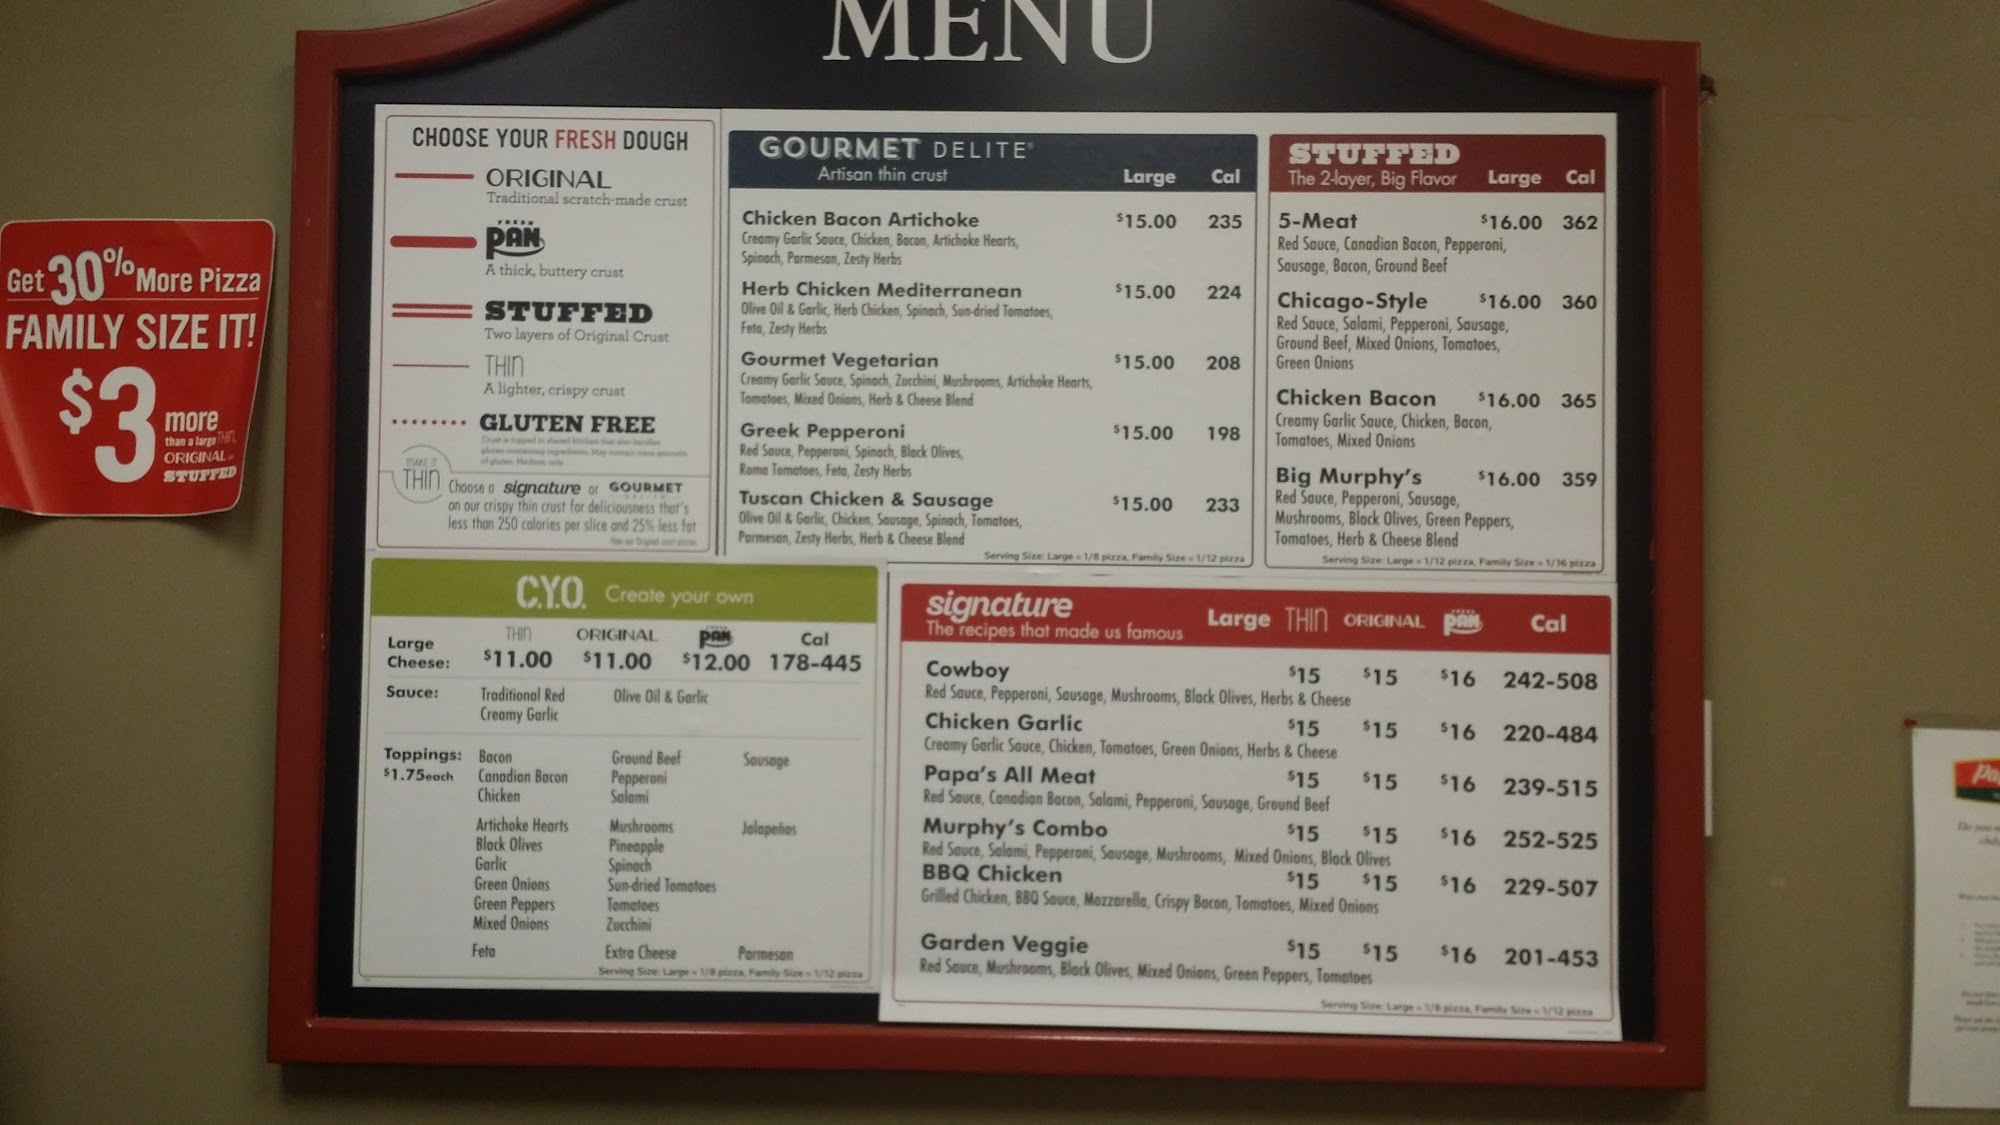 MENU
Get 30% More Pizza
FAMILY SIZE IT!
$3 more
than a large THIN,
ORIGINAL or
STUFFED
CHOOSE YOUR FRESH DOUGH
ORIGINAL
Traditional scratch-made crust
FRESH
PAN
A thick, buttery crust
STUFFED
Two layers of Original Crust
THIN
A lighter, crispy crust
GLUTEN FREE
Crust is topped in shared kitchen that also handles
gluten-containing ingredients. May contain trace amounts
of gluten. Medium only.
MAKE IT
THIN
Choose a signature or GOURMET
on our crispy thin crust for deliciousness that's
less than 250 calories per slice and 25% less fat
GOURMET DELITE®
Artisan thin crust
Large Cal
Chicken Bacon Artichoke $15.00 235
Creamy Garlic Sauce, Chicken, Bacon, Artichoke Hearts,
Spinach, Parmesan, Zesty Herbs
Herb Chicken Mediterranean $15.00 224
Olive Oil & Garlic, Herb Chicken, Spinach, Sun-dried Tomatoes,
Feta, Zesty Herbs
Gourmet Vegetarian $15.00 208
Creamy Garlic Sauce, Spinach, Zucchini, Mushrooms, Artichoke Hearts,
Tomatoes, Mixed Onions, Herb & Cheese Blend
Greek Pepperoni $15.00 198
Red Sauce, Pepperoni, Spinach, Black Olives,
Roma Tomatoes, Feta, Zesty Herbs
Tuscan Chicken & Sausage $15.00 233
Olive Oil & Garlic, Chicken, Sausage, Spinach, Tomatoes,
Parmesan, Zesty Herbs, Herb & Cheese Blend
Serving Size: Large = 1/8 pizza, Family Size = 1/12 pizza
STUFFED
The 2-layer, Big Flavor Large Cal
5-Meat $16.00 362
Red Sauce, Canadian Bacon, Pepperoni,
Sausage, Bacon, Ground Beef
Chicago-Style $16.00 360
Red Sauce, Salami, Pepperoni, Sausage,
Ground Beef, Mixed Onions, Tomatoes,
Green Onions
Chicken Bacon $16.00 365
Creamy Garlic Sauce, Chicken, Bacon,
Tomatoes, Mixed Onions
Big Murphy's $16.00 359
Red Sauce, Pepperoni, Sausage,
Mushrooms, Black Olives, Green Peppers,
Tomatoes, Herb & Cheese Blend
Serving Size: Large = 1/12 pizza, Family Size = 1/16 pizza
C.Y.O. Create your own
THIN ORIGINAL FRESH PAN Cal
Large
Cheese: $11.00 $11.00 $12.00 178-445
Sauce: Traditional Red Olive Oil & Garlic
Creamy Garlic
Toppings: Bacon Ground Beef Sausage
$1.75each Canadian Bacon Pepperoni
Chicken Salami
Artichoke Hearts Mushrooms Jalapeños
Black Olives Pineapple
Garlic Spinach
Green Onions Sun-dried Tomatoes
Green Peppers Tomatoes
Mixed Onions Zucchini
Feta Extra Cheese Parmesan
Serving Size: Large = 1/8 pizza, Family Size = 1/12 pizza
signature
The recipes that made us famous
Large THIN ORIGINAL FRESH PAN Cal
Cowboy $15 $15 $16 242-508
Red Sauce, Pepperoni, Sausage, Mushrooms, Black Olives, Herbs & Cheese
Chicken Garlic $15 $15 $16 220-484
Creamy Garlic Sauce, Chicken, Tomatoes, Green Onions, Herbs & Cheese
Papa's All Meat $15 $15 $16 239-515
Red Sauce, Canadian Bacon, Salami, Pepperoni, Sausage, Ground Beef
Murphy's Combo $15 $15 $16 252-525
Red Sauce, Salami, Pepperoni, Sausage, Mushrooms, Mixed Onions, Black Olives
BBQ Chicken $15 $15 $16 229-507
Grilled Chicken, BBQ Sauce, Mozzarella, Crispy Bacon, Tomatoes, Mixed Onions
Garden Veggie $15 $15 $16 201-453
Red Sauce, Mushrooms, Black Olives, Mixed Onions, Green Peppers, Tomatoes
Serving Size: Large = 1/8 pizza, Family Size = 1/12 pizza